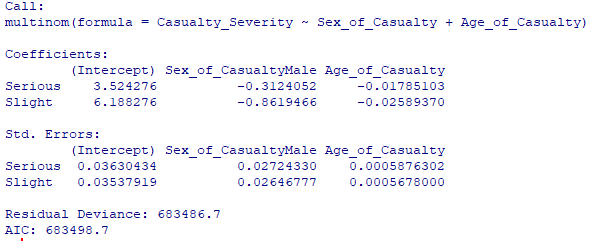 Call:
multinom(formula = Casualty_Severity ~ Sex_of_Casualty + Age_of_Casualty)
Coefficients:
(Intercept) Sex_of_CasualtyMale Age_of_Casualty
Serious 3.524276 -0.3124052 -0.01785103
Slight 6.188276 -0.8619466 -0.02589370
Std. Errors:
(Intercept) Sex_of_CasualtyMale Age_of_Casualty
Serious 0.03630434 0.02724330 0.0005876302
Slight 0.03537919 0.02646777 0.0005678000
Residual Deviance: 683486.7
AIC: 683498.7